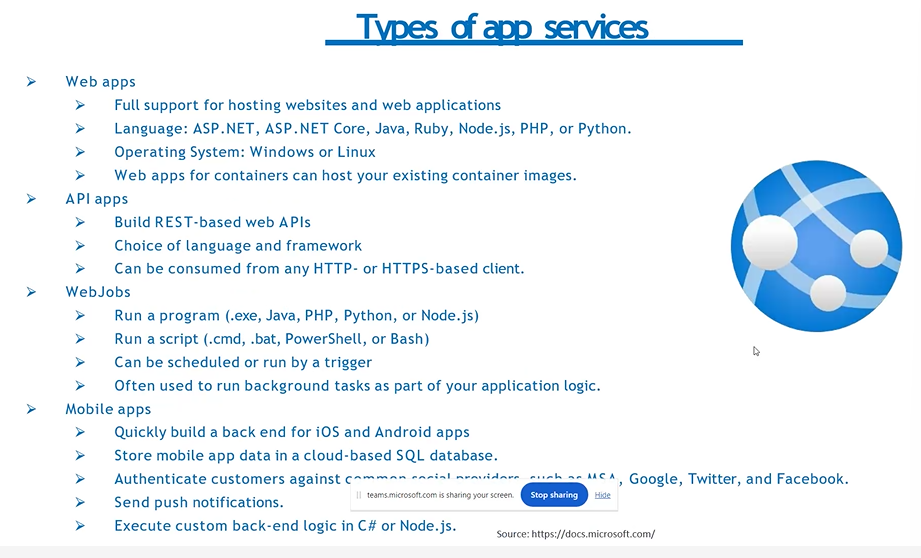 Types of app services
Web apps
Full support for hosting websites and web applications
Language: ASP.NET, ASP.NET Core, Java, Ruby, Node.js, PHP, or Python.
Operating System: Windows or Linux
Web apps for containers can host your existing container images.
API apps
Build REST-based web APIs
Choice of language and framework
Can be consumed from any HTTP- or HTTPS-based client.
WebJobs
Run a program (.exe, Java, PHP, Python, or Node.js)
Run a script (.cmd, .bat, PowerShell, or Bash)
Can be scheduled or run by a trigger
Often used to run background tasks as part of your application logic.
Mobile apps
Quickly build a back end for iOS and Android apps
Store mobile app data in a cloud-based SQL database.
Authenticate customers against common social providers, such as MSA, Google, Twitter, and Facebook.
teams.microsoft.com is sharing your screen. Stop sharing Hide
Send push notifications.
Execute custom back-end logic in C# or Node.js.
Source: https://docs.microsoft.com/